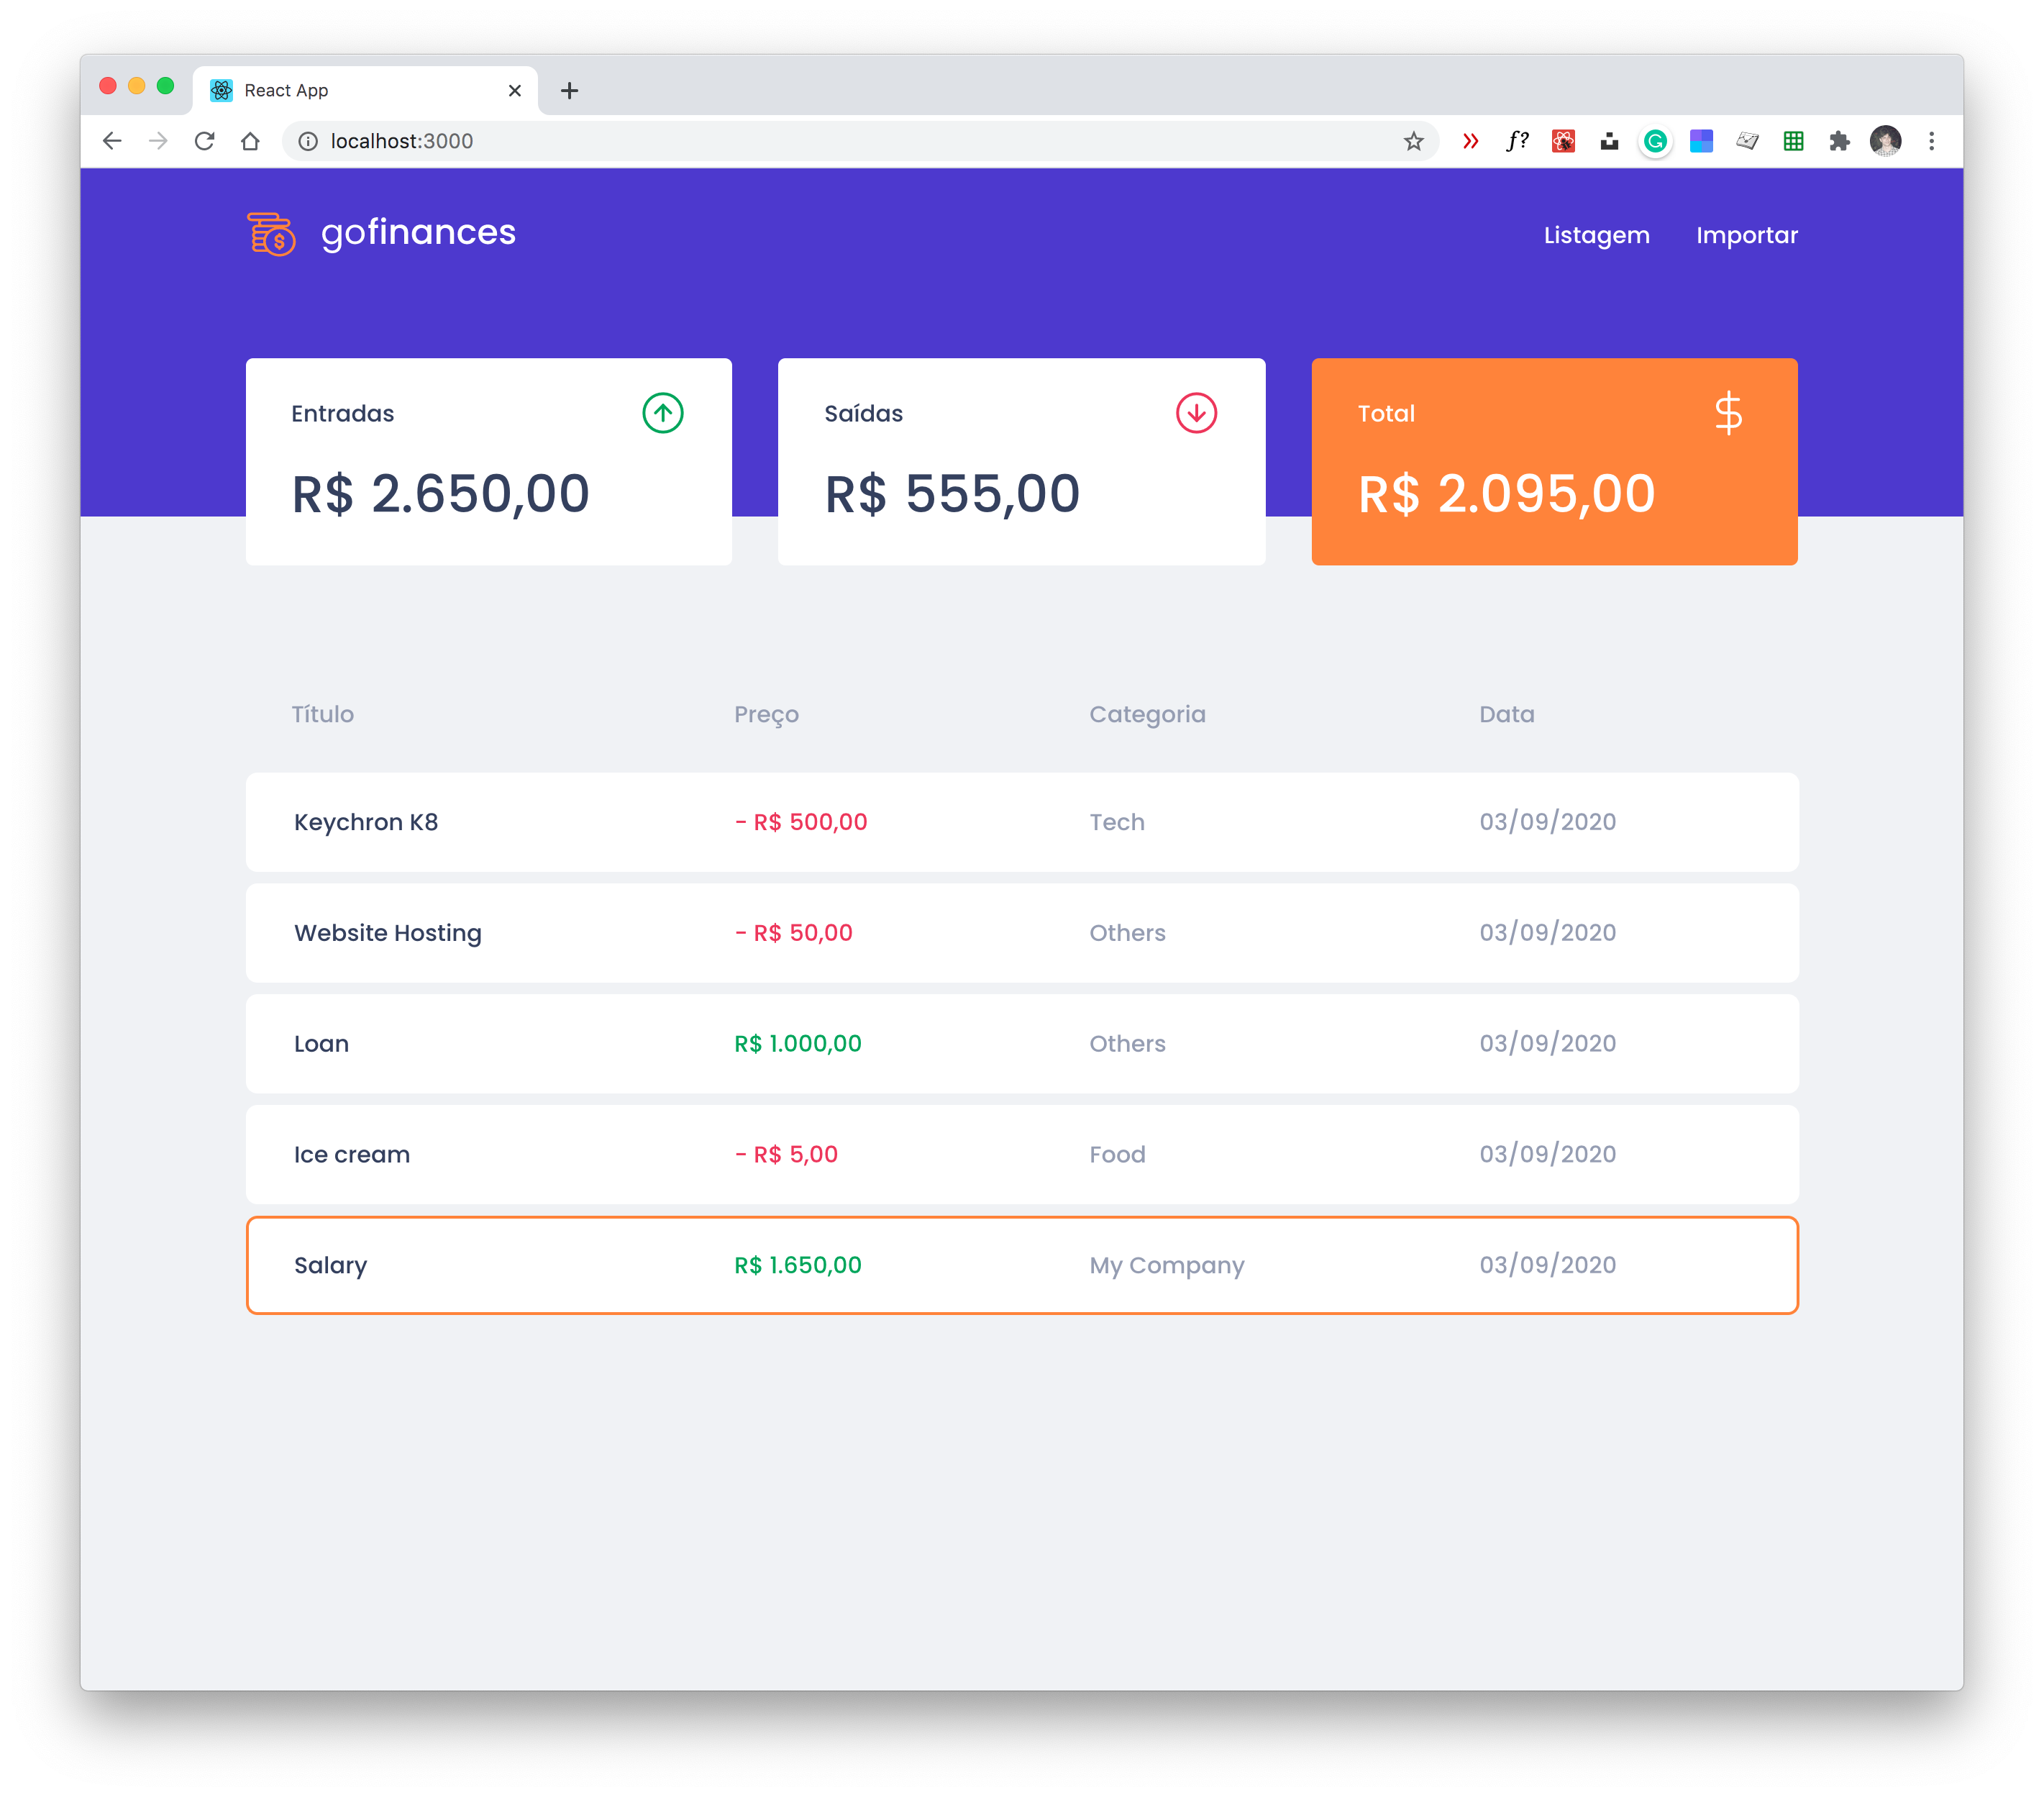 React App
localhost:3000
f?
gofinances
Listagem Importar
Entradas
R$ 2.650,00
Saídas
R$ 555,00
Total
$
R$ 2.095,00
Título Preço Categoria Data
Keychron K8 - R$ 500,00 Tech 03/09/2020
Website Hosting - R$ 50,00 Others 03/09/2020
Loan R$ 1.000,00 Others 03/09/2020
Ice cream - R$ 5,00 Food 03/09/2020
Salary R$ 1.650,00 My Company 03/09/2020